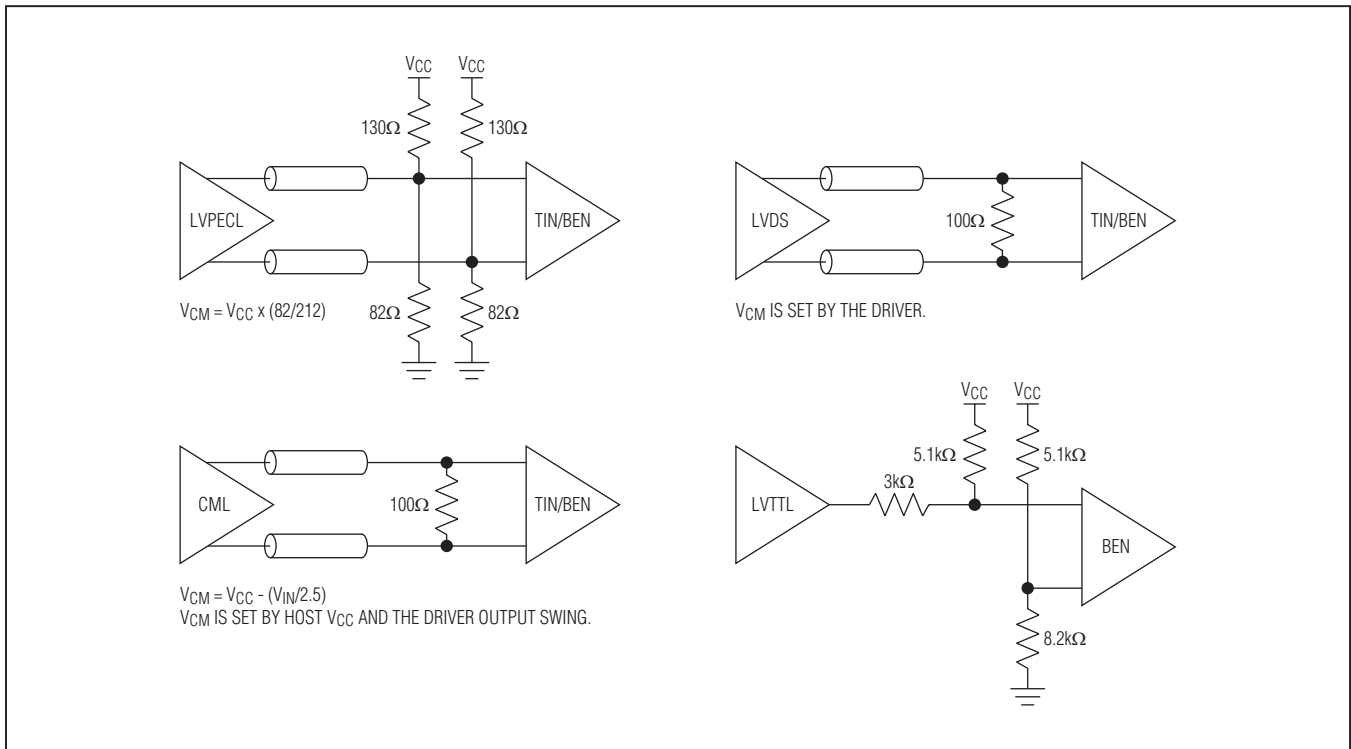 VCC VCC
130Ω 130Ω
LVPECL TIN/BEN
VCM = VCC x (82/212)
82Ω 82Ω
LVDS 100Ω TIN/BEN
VCM IS SET BY THE DRIVER.
CML 100Ω TIN/BEN
VCM = VCC - (VIN/2.5)
VCM IS SET BY HOST VCC AND THE DRIVER OUTPUT SWING.
VCC VCC
5.1kΩ 5.1kΩ
3kΩ
LVTTL
BEN
8.2kΩ